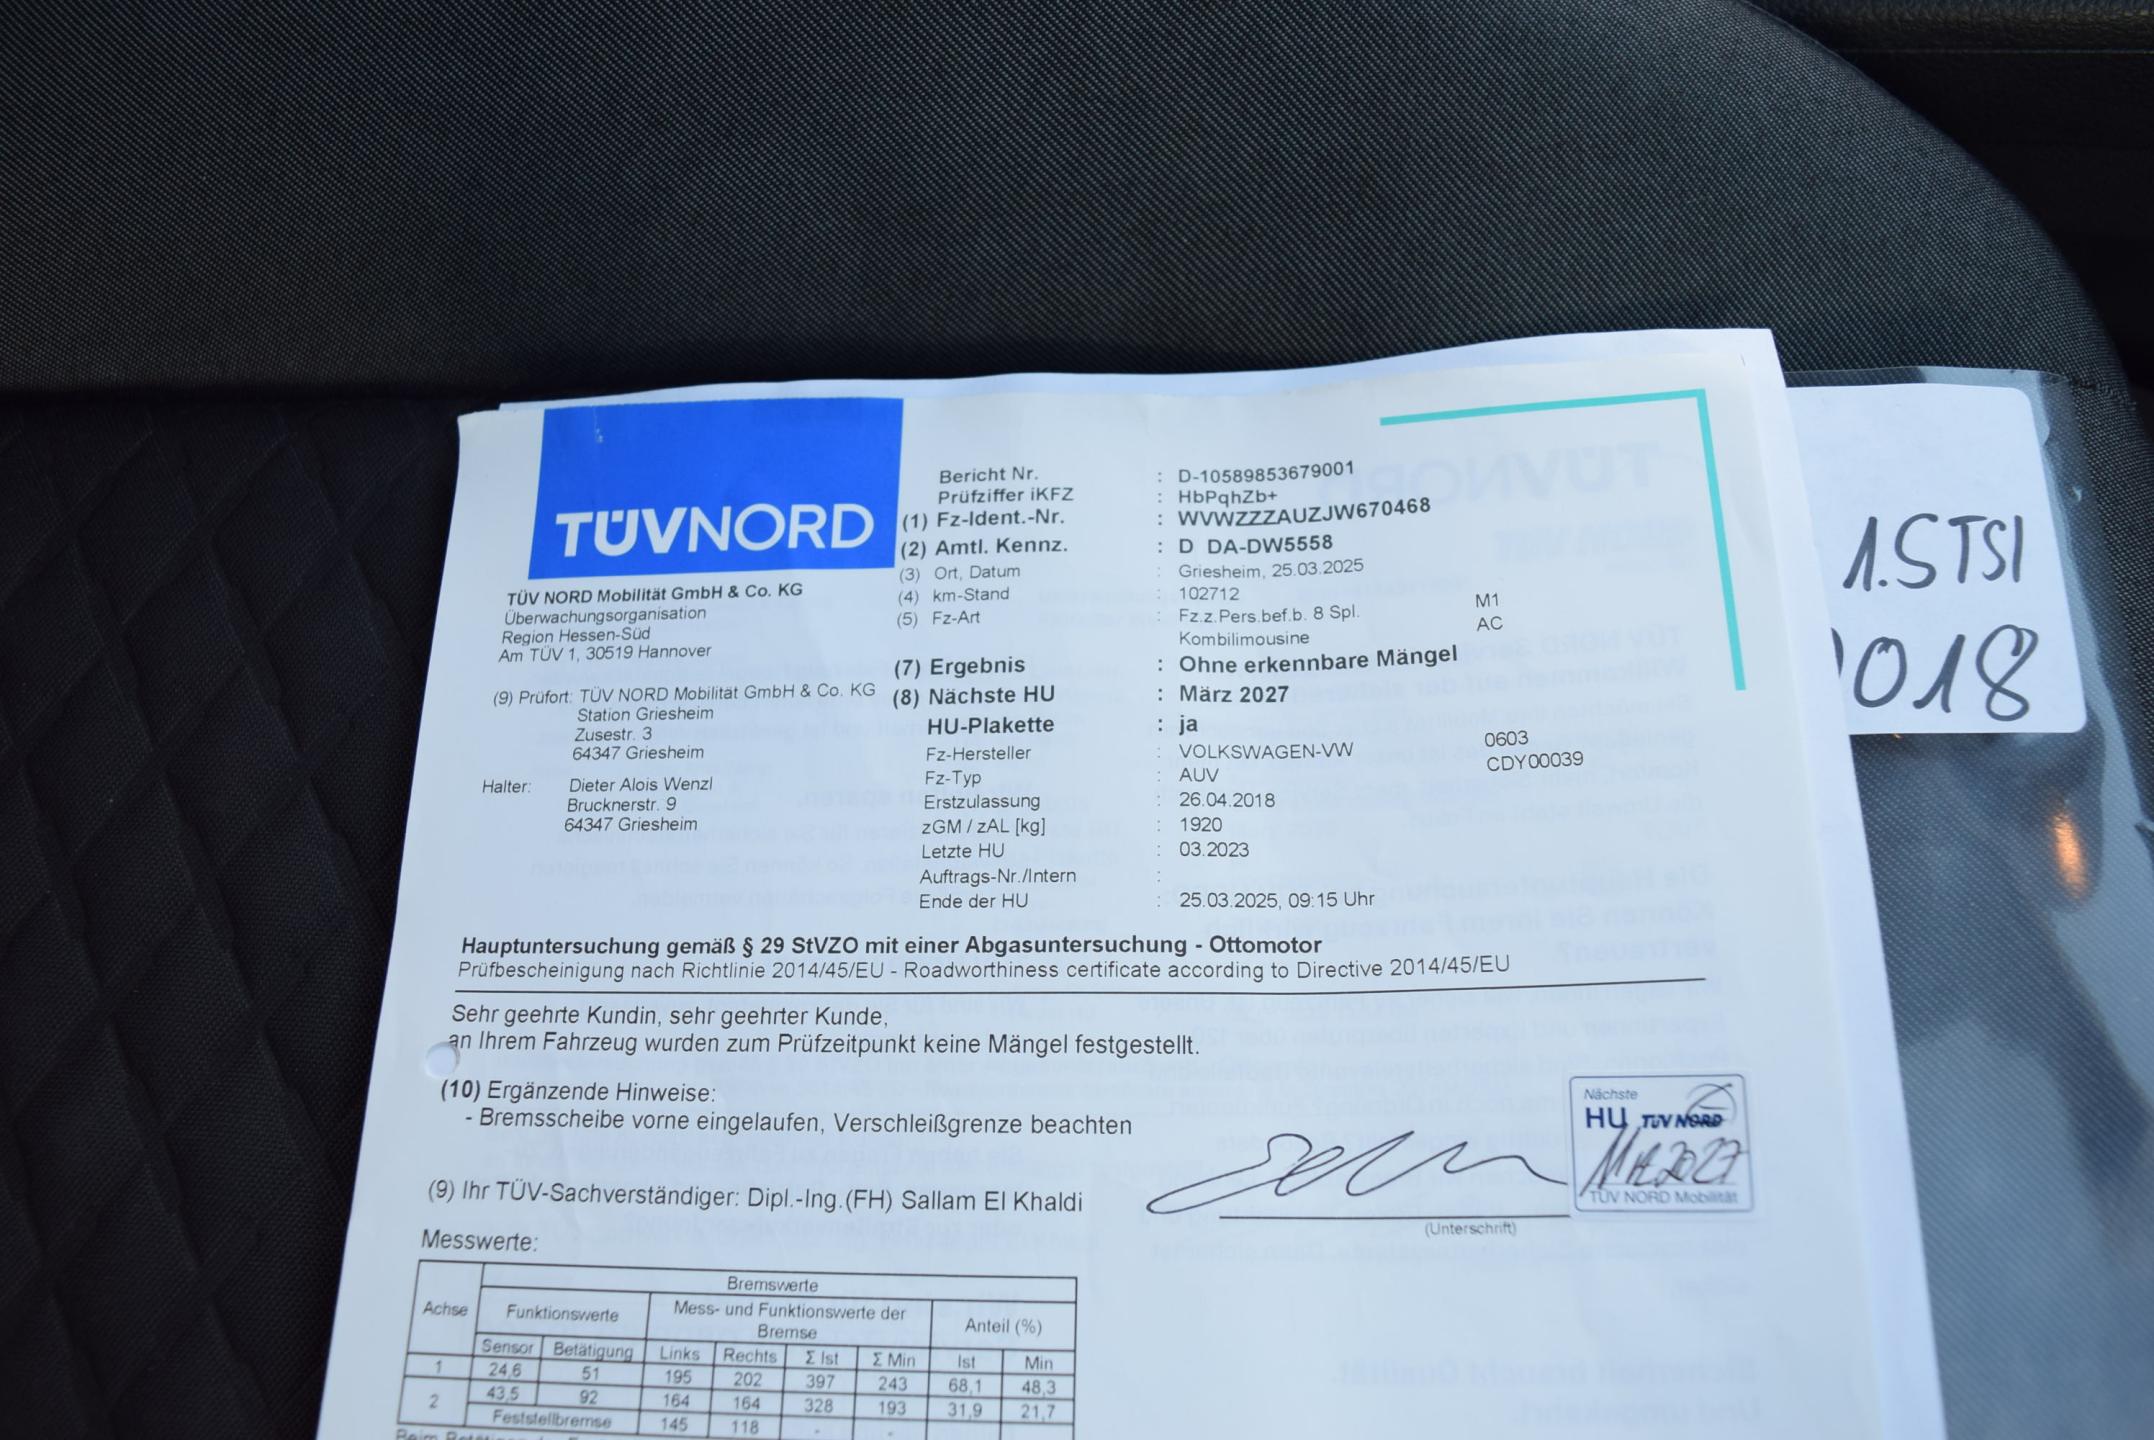 TÜVNORD
TÜV NORD Mobilität GmbH & Co. KG
Überwachungsorganisation
Region Hessen-Süd
Am TÜV 1, 30519 Hannover
(9) Prüfort: TÜV NORD Mobilität GmbH & Co. KG
Station Griesheim
Zusestr. 3
64347 Griesheim
Halter: Dieter Alois Wenzl
Brucknerstr. 9
64347 Griesheim
Bericht Nr. : D-10589853679001
Prüfziffer iKFZ : HbPqhZb+
(1) Fz-Ident.-Nr. : WVWZZZAUZJW670468
(2) Amtl. Kennz. : D DA-DW5558
(3) Ort, Datum : Griesheim, 25.03.2025
(4) km-Stand : 102712
(5) Fz-Art : Fz.z.Pers.bef.b. 8 Spl. M1
Kombilimousine AC
(7) Ergebnis : Ohne erkennbare Mängel
(8) Nächste HU : März 2027
HU-Plakette : ja
Fz-Hersteller : VOLKSWAGEN-VW 0603
Fz-Typ : AUV CDY00039
Erstzulassung : 26.04.2018
zGM / zAL [kg] : 1920
Letzte HU : 03.2023
Auftrags-Nr./Intern :
Ende der HU : 25.03.2025, 09:15 Uhr
1.5TSI
018
Hauptuntersuchung gemäß § 29 StVZO mit einer Abgasuntersuchung - Ottomotor
Prüfbescheinigung nach Richtlinie 2014/45/EU - Roadworthiness certificate according to Directive 2014/45/EU
Sehr geehrte Kundin, sehr geehrter Kunde,
an Ihrem Fahrzeug wurden zum Prüfzeitpunkt keine Mängel festgestellt.
(10) Ergänzende Hinweise:
- Bremsscheibe vorne eingelaufen, Verschleißgrenze beachten
(9) Ihr TÜV-Sachverständiger: Dipl.-Ing.(FH) Sallam El Khaldi
(Unterschrift)
Nächste
HU TÜV NORD
2027
TÜV NORD Mobilität
Messwerte:
Bremswerte
Achse Funktionswerte Mess- und Funktionswerte der Bremse Anteil (%)
Sensor Betätigung Links Rechts Σ Ist Σ Min Ist Min
1 24,6 51 195 202 397 243 68,1 48,3
2 43,5 92 164 164 328 193 31,9 21,7
Feststellbremse 145 118 - -